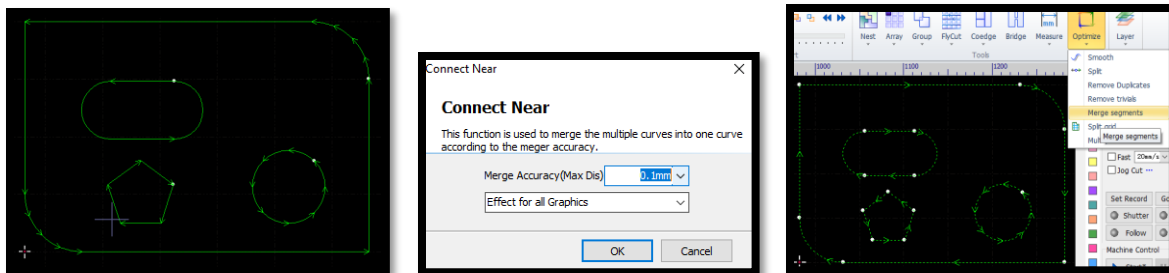 Connect Near
Connect Near
This function is used to merge the multiple curves into one curve
according to the meger accuracy.
Merge Accuracy(Max Dis) 0.1mm
Effect for all Graphics
OK Cancel
Nest Array Group FlyCut Coedge Bridge Measure Optimize Layer
Tools
1000 1100 1200
Smooth
Split
Remove Duplicates
Remove trivials
Merge segments
Split grid
Merge segments
Fast 20mm/s
Jog Cut
Set Record
Shutter
Follow
Machine Control